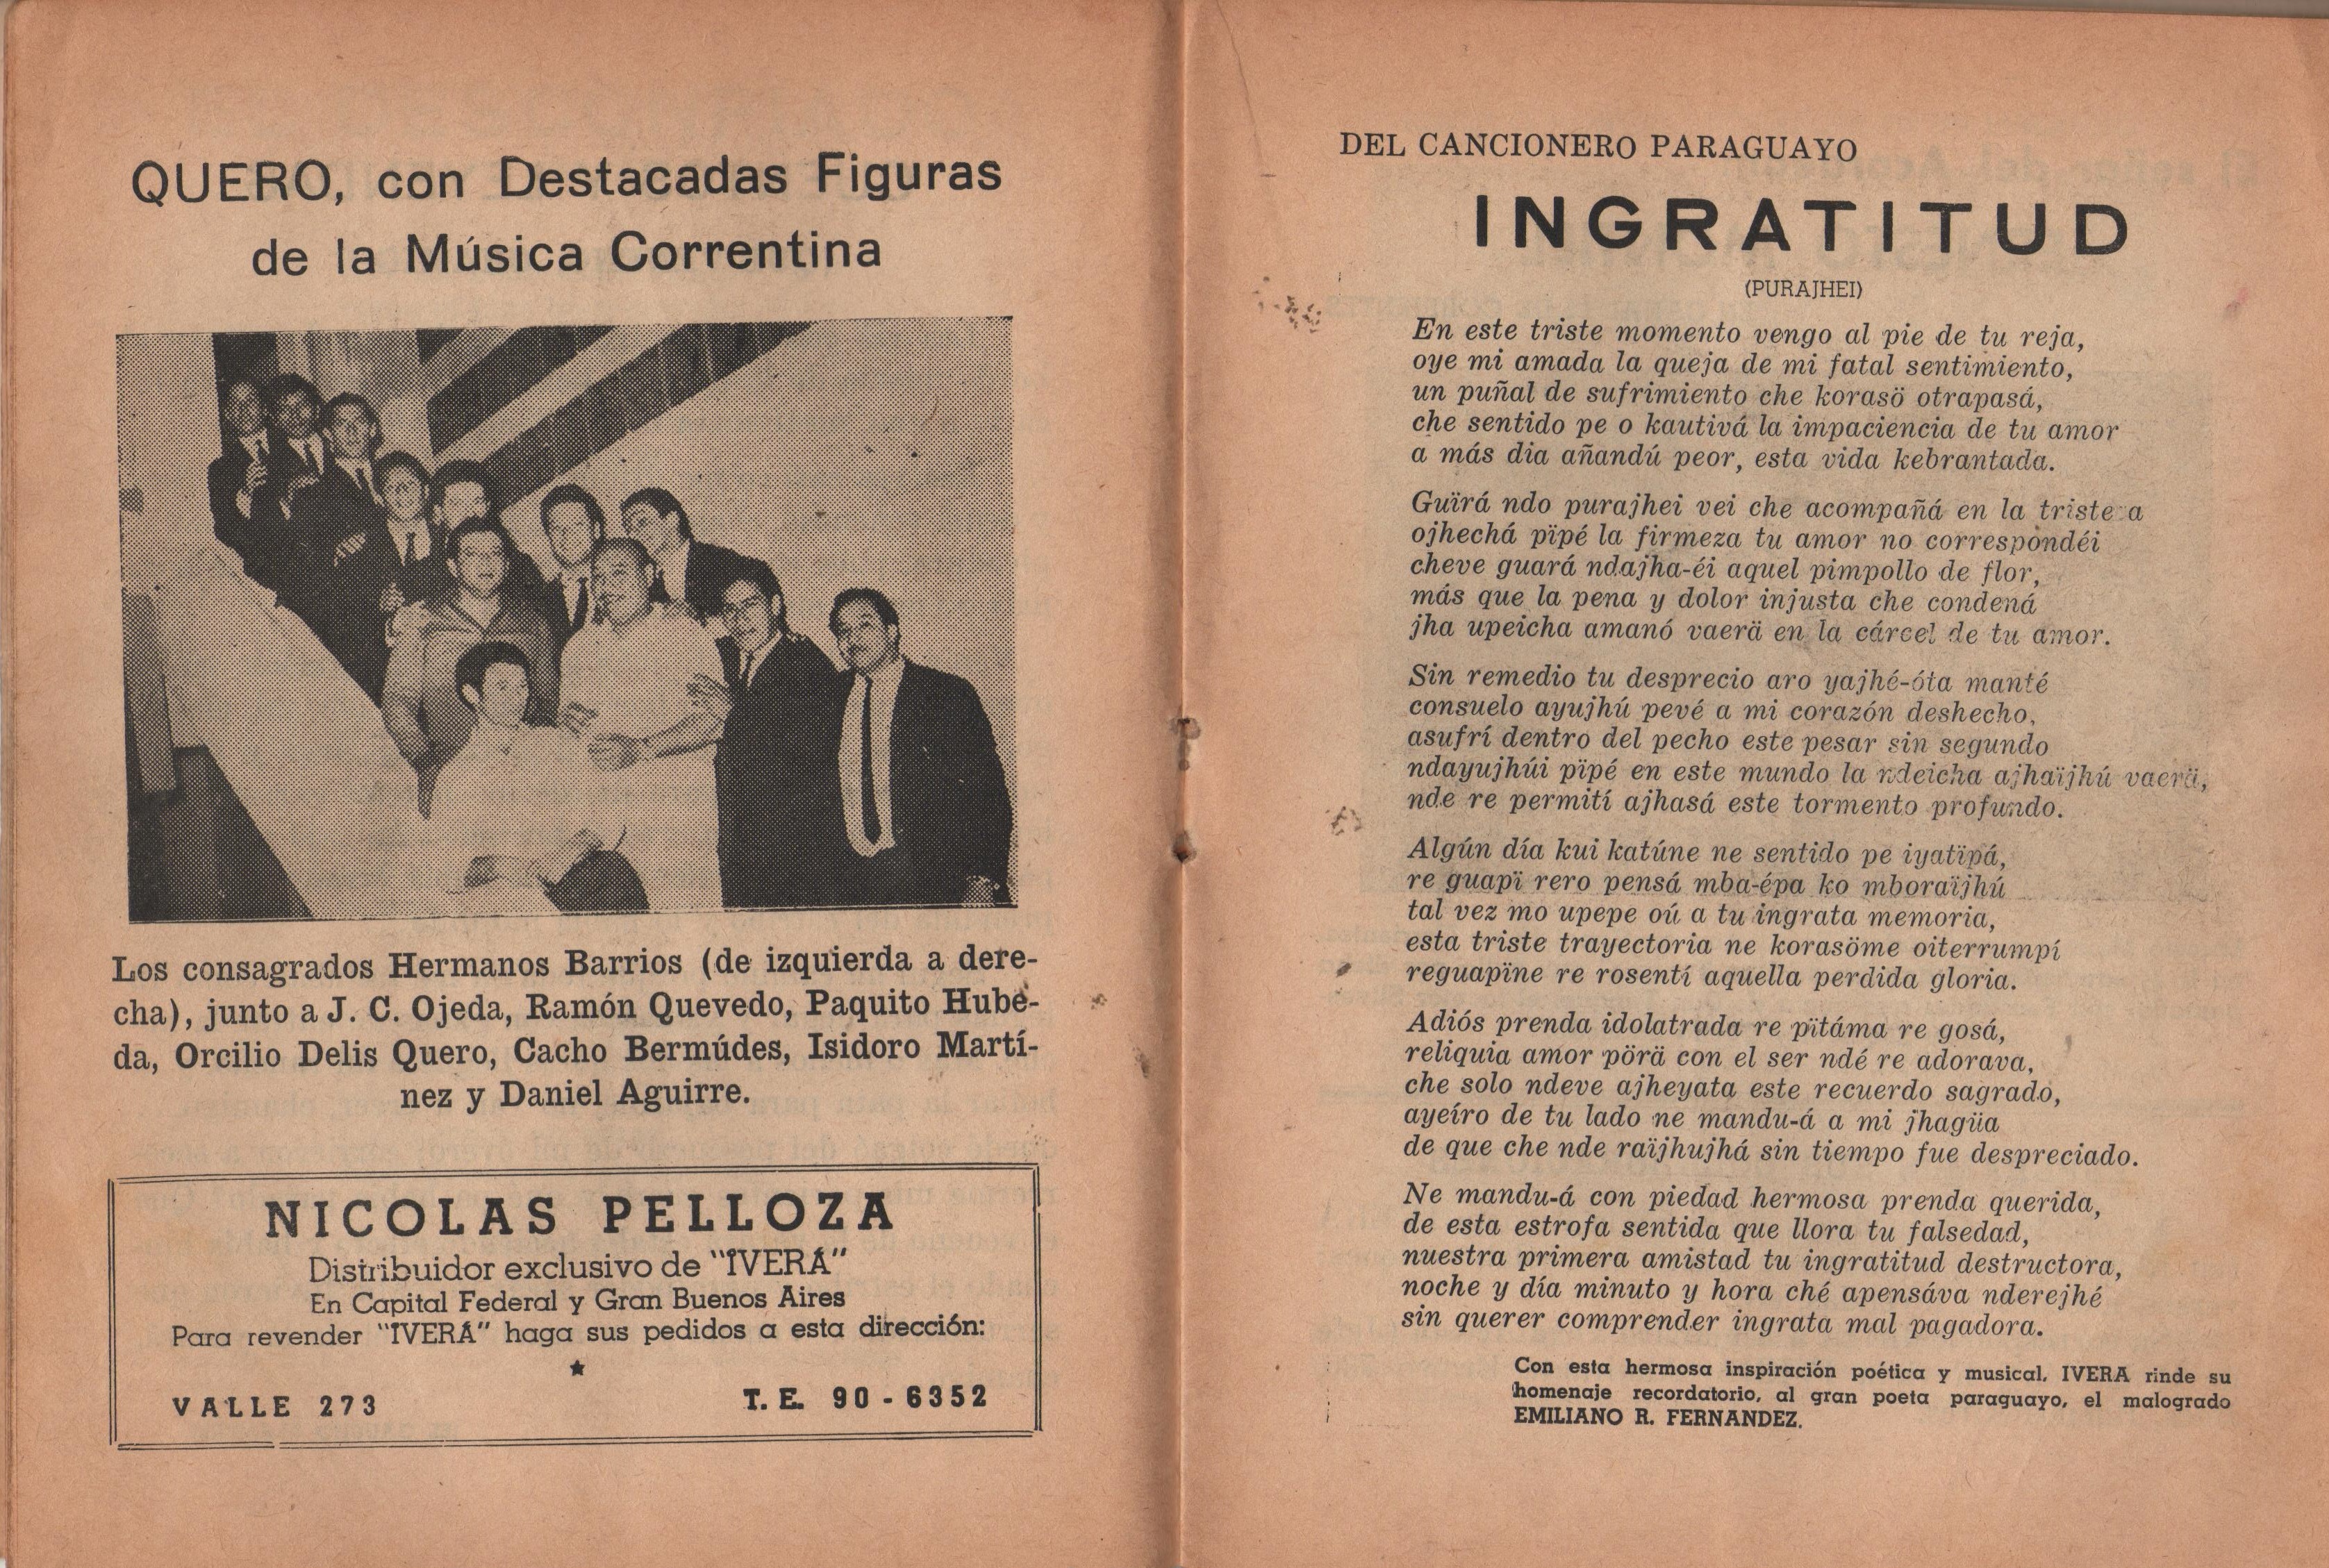 QUERO, con Destacadas Figuras
de la Música Correntina
Los consagrados Hermanos Barrios (de izquierda a dere-
cha), junto a J. C. Ojeda, Ramón Quevedo, Paquito Hube-
da, Orcilio Delis Quero, Cacho Bermúdes, Isidoro Martí-
nez y Daniel Aguirre.
NICOLAS PELLOZA
Distribuidor exclusivo de "ÏVERÁ"
En Capital Federal y Gran Buenos Aires
Para revender "ÏVERÁ" haga sus pedidos a esta dirección:
★
VALLE 273
T. E. 90 - 6352
DEL CANCIONERO PARAGUAYO
INGRATITUD
(PURAJHEI)
En este triste momento vengo al pie de tu reja,
oye mi amada la queja de mi fatal sentimiento,
un puñal de sufrimiento che korasö otrapasá,
che sentido pe o kautivá la impaciencia de tu amor
a más dia añandú peor, esta vida kebrantada.
Guïrá ndo purajhei vei che acompañá en la triste a
ojhechá pïpé la firmeza tu amor no correspondéi
cheve guará ndajha-éi aquel pimpollo de flor,
más que la pena y dolor injusta che condená
jha upeicha amanó vaerä en la cárcel de tu amor.
Sin remedio tu desprecio aro yajhé-óta manté
consuelo ayujhú pevé a mi corazón deshecho,
asufrí dentro del pecho este pesar sin segundo
ndayujhúi pïpé en este mundo la ndeicha ajhaïjhú vaerä,
nde re permití ajhasá este tormento profundo.
Algún día kui katúne ne sentido pe iyatïpá,
re guapï rero pensá mba-épa ko mboraïjhú
tal vez mo upepe oú a tu ingrata memoria,
esta triste trayectoria ne korasöme oiterrumpí
reguapïne re rosentí aquella perdida gloria.
Adiós prenda idolatrada re pïtáma re gosá,
reliquia amor pörä con el ser ndé re adorava,
che solo ndeve ajheyata este recuerdo sagrado,
ayeíro de tu lado ne mandu-á a mi jhagüa
de que che nde raïjhujhá sin tiempo fue despreciado.
Ne mandu-á con piedad hermosa prenda querida,
de esta estrofa sentida que llora tu falsedad,
nuestra primera amistad tu ingratitud destructora,
noche y día minuto y hora ché apensáva nderejhé
sin querer comprender ingrata mal pagadora.
Con esta hermosa inspiración poética y musical, IVERA rinde su
homenaje recordatorio, al gran poeta paraguayo, el malogrado
EMILIANO R. FERNANDEZ.